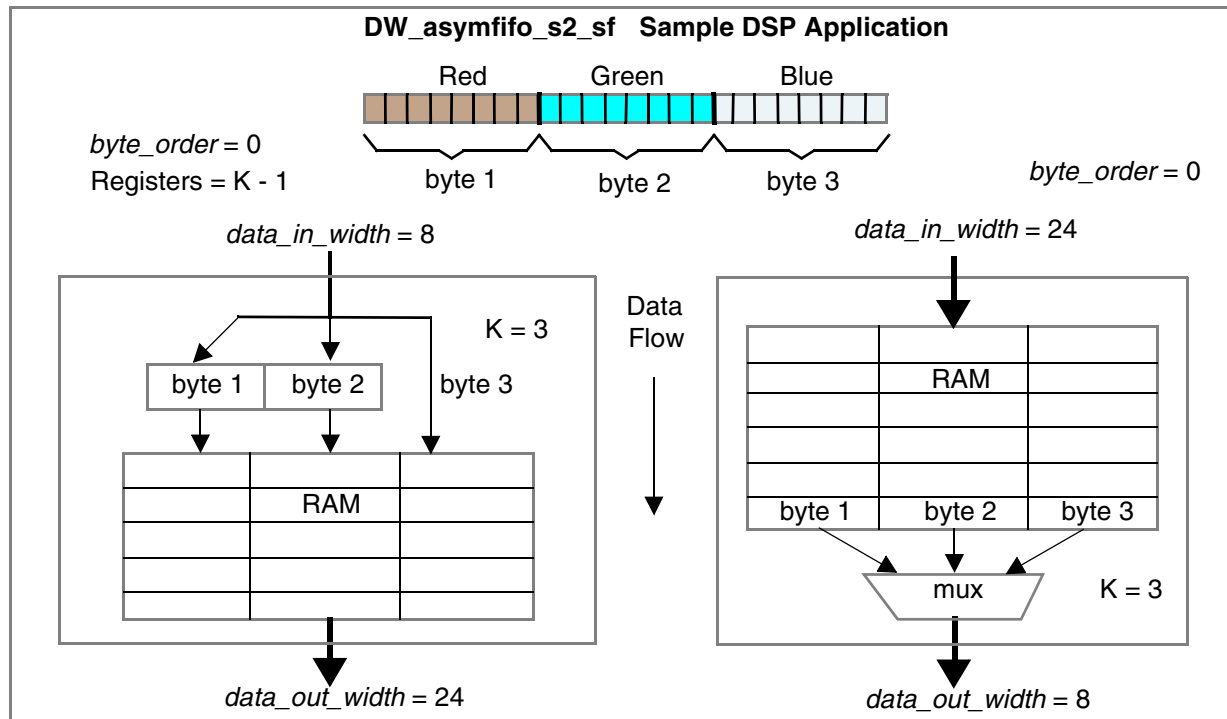 DW_asymfifo_s2_sf Sample DSP Application
Red Green Blue
byte_order = 0
Registers = K - 1
byte 1 byte 2 byte 3
byte_order = 0
data_in_width = 8
data_in_width = 24
K = 3
byte 1 byte 2 byte 3
RAM
data_out_width = 24
Data
Flow
RAM
byte 1 byte 2 byte 3
mux
K = 3
data_out_width = 8